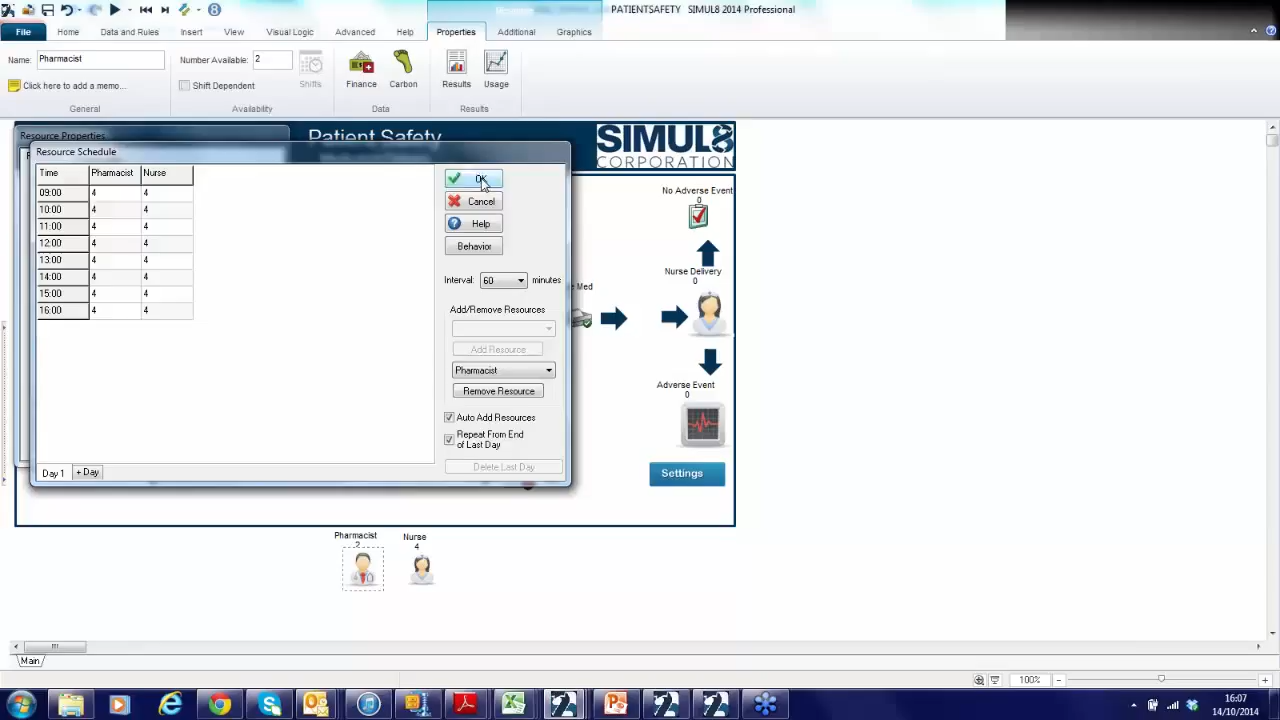 PATIENTSAFETY SIMUL8 2014 Professional
File Home Data and Rules Insert View Visual Logic Advanced Help Properties Additional Graphics
Name: Pharmacist
Number Available: 2
Click here to add a memo...
Shift Dependent
Shifts Finance Carbon Results Usage
General Availability Data Results
Resource Properties
Patient Safety
SIMUL8
CORPORATION
Resource Schedule
Time Pharmacist Nurse
09:00 4 4
10:00 4 4
11:00 4 4
12:00 4 4
13:00 4 4
14:00 4 4
15:00 4 4
16:00 4 4
OK
Cancel
Help
Behavior
Interval: 60 minutes
Add/Remove Resources
Add Resource
Pharmacist
Remove Resource
Auto Add Resources
Repeat From End
of Last Day
Delete Last Day
Day 1 + Day
No Adverse Event
0
Nurse Delivery
0
Med
Adverse Event
0
Settings
Pharmacist
2
Nurse
4
Main
100%
16:07
14/10/2014